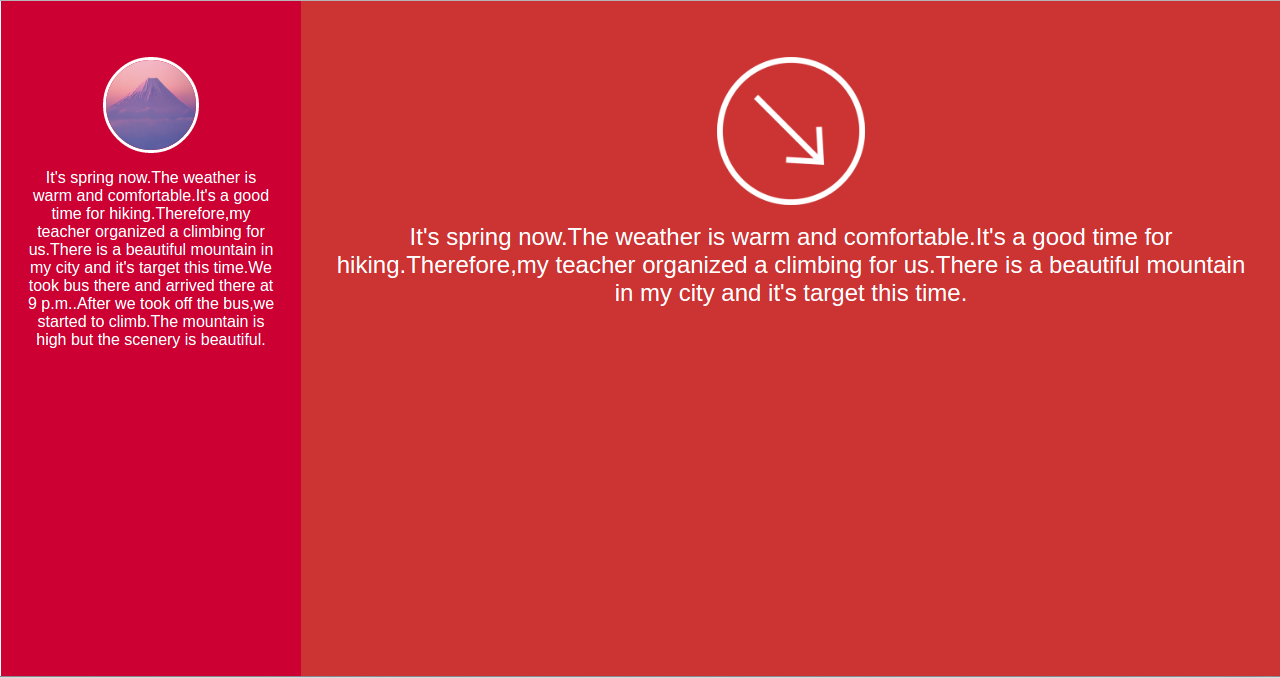 It's spring now.The weather is
warm and comfortable.It's a good
time for hiking.Therefore,my
teacher organized a climbing for
us.There is a beautiful mountain in
my city and it's target this time.We
took bus there and arrived there at
9 p.m..After we took off the bus,we
started to climb.The mountain is
high but the scenery is beautiful.
It's spring now.The weather is warm and comfortable.It's a good time for
hiking.Therefore,my teacher organized a climbing for us.There is a beautiful mountain
in my city and it's target this time.